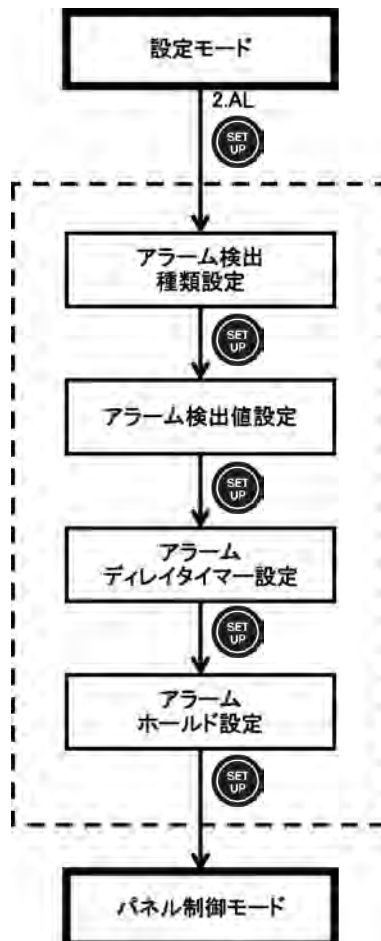 設定モード
2.AL
SET
UP
アラーム検出
種類設定
SET
UP
アラーム検出値設定
SET
UP
アラーム
ディレイタイマー設定
SET
UP
アラーム
ホールド設定
SET
UP
パネル制御モード